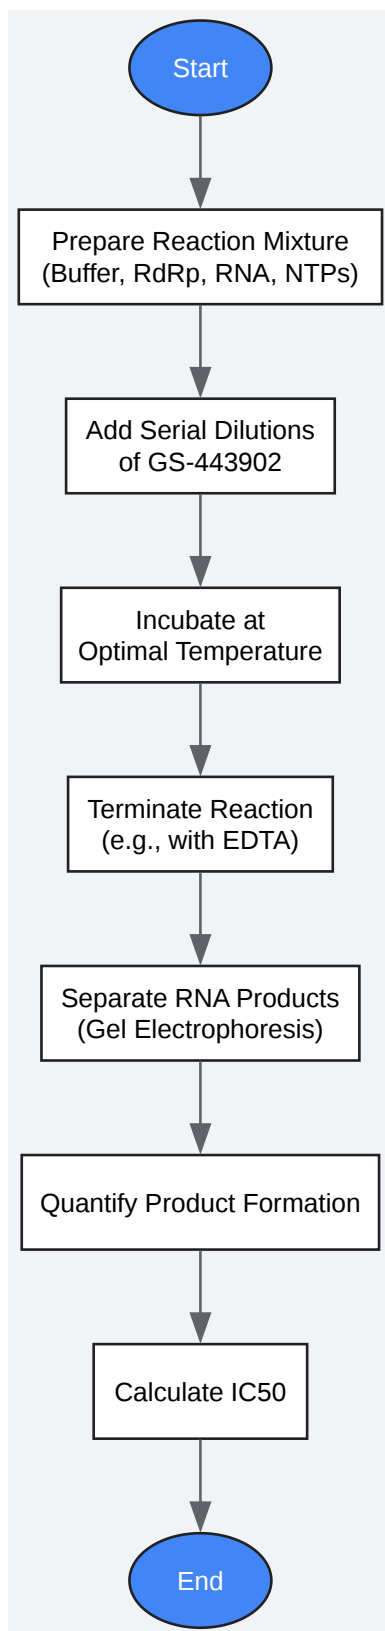 Start
Prepare Reaction Mixture
(Buffer, RdRp, RNA, NTPs)
Add Serial Dilutions
of GS-443902
Incubate at
Optimal Temperature
Terminate Reaction
(e.g., with EDTA)
Separate RNA Products
(Gel Electrophoresis)
Quantify Product Formation
Calculate IC50
End